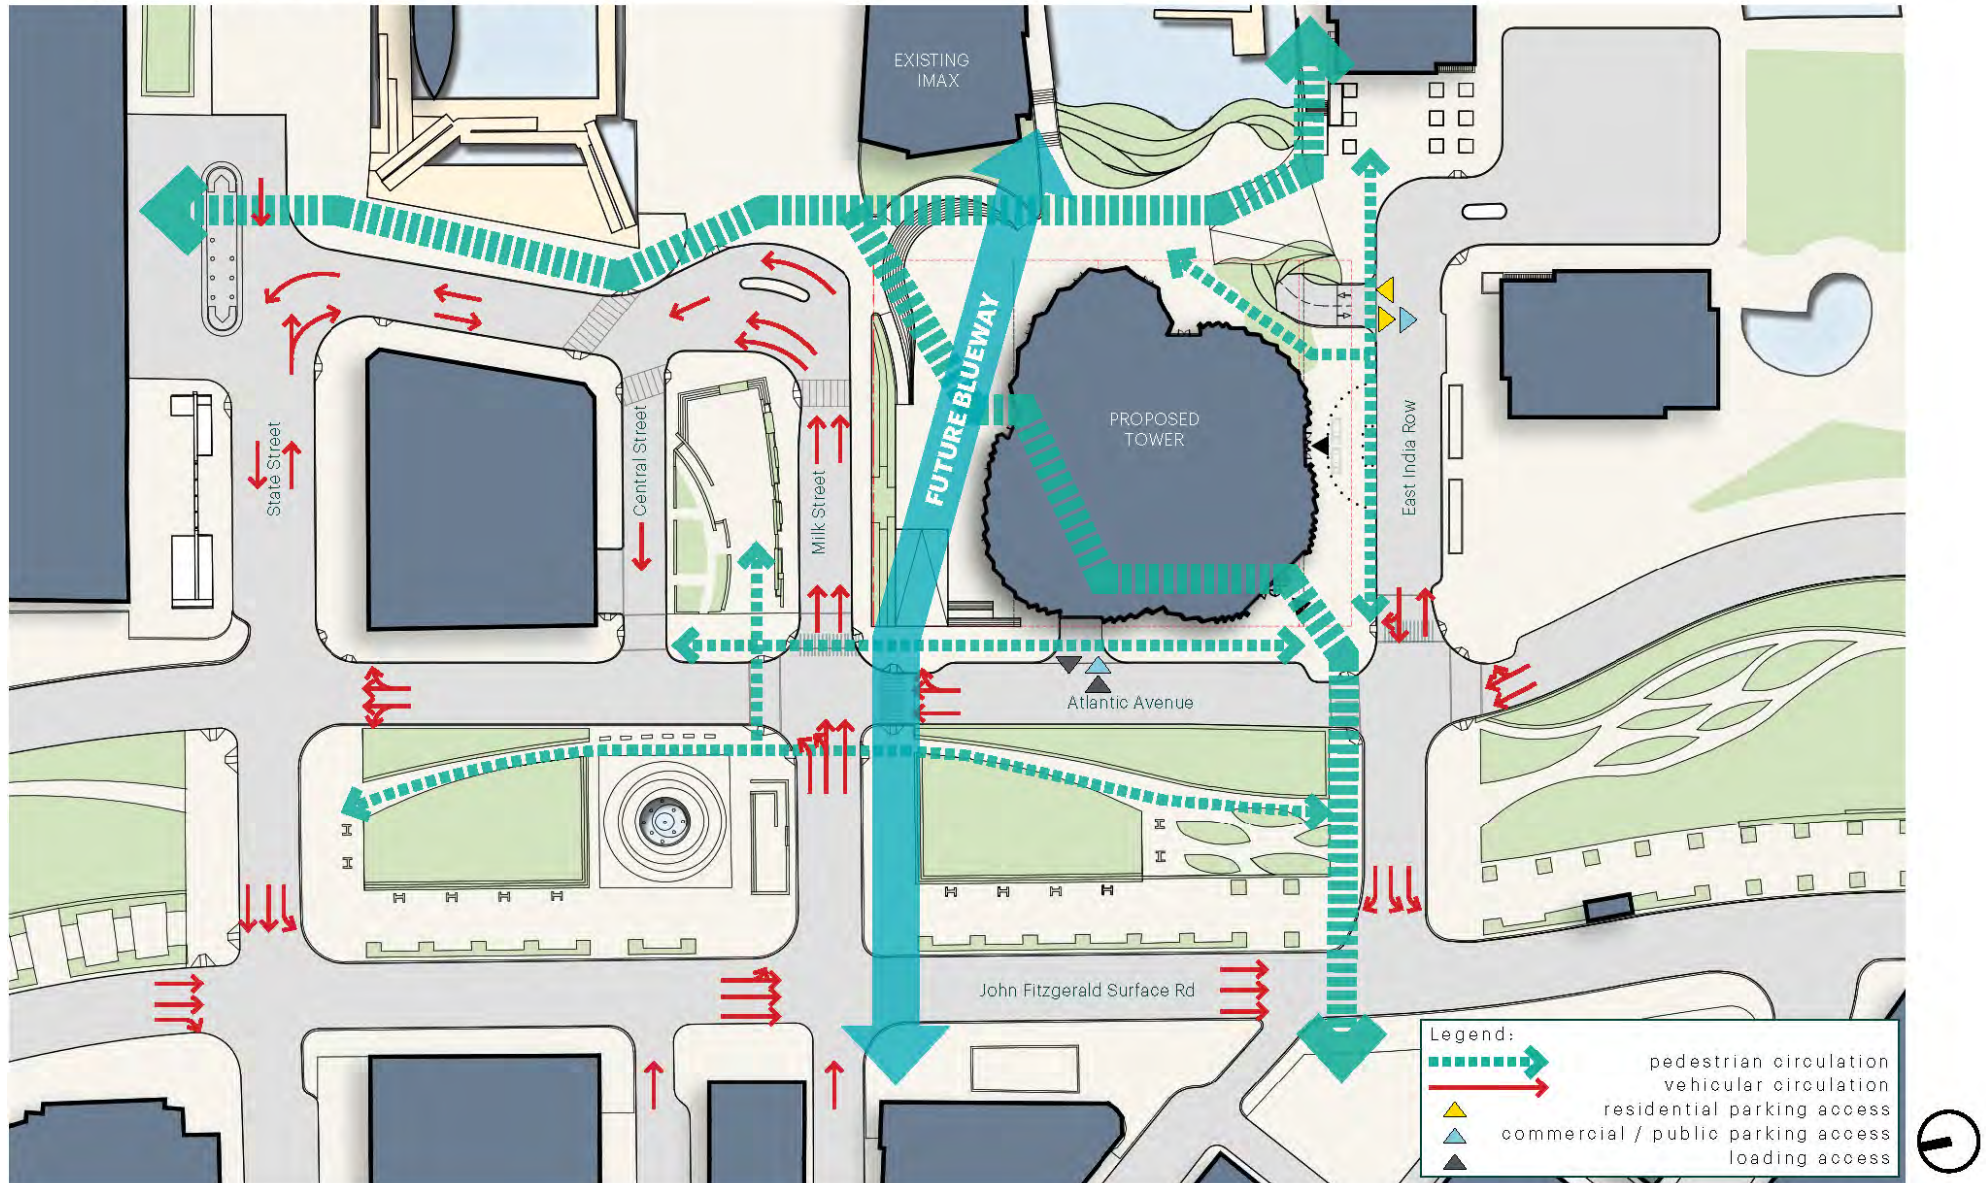 EXISTING
IMAX
FUTURE BLUEWAY
PROPOSED
TOWER
State Street
Central Street
Milk Street
East India Row
Atlantic Avenue
John Fitzgerald Surface Rd
Legend:
pedestrian circulation
vehicular circulation
residential parking access
commercial / public parking access
loading access